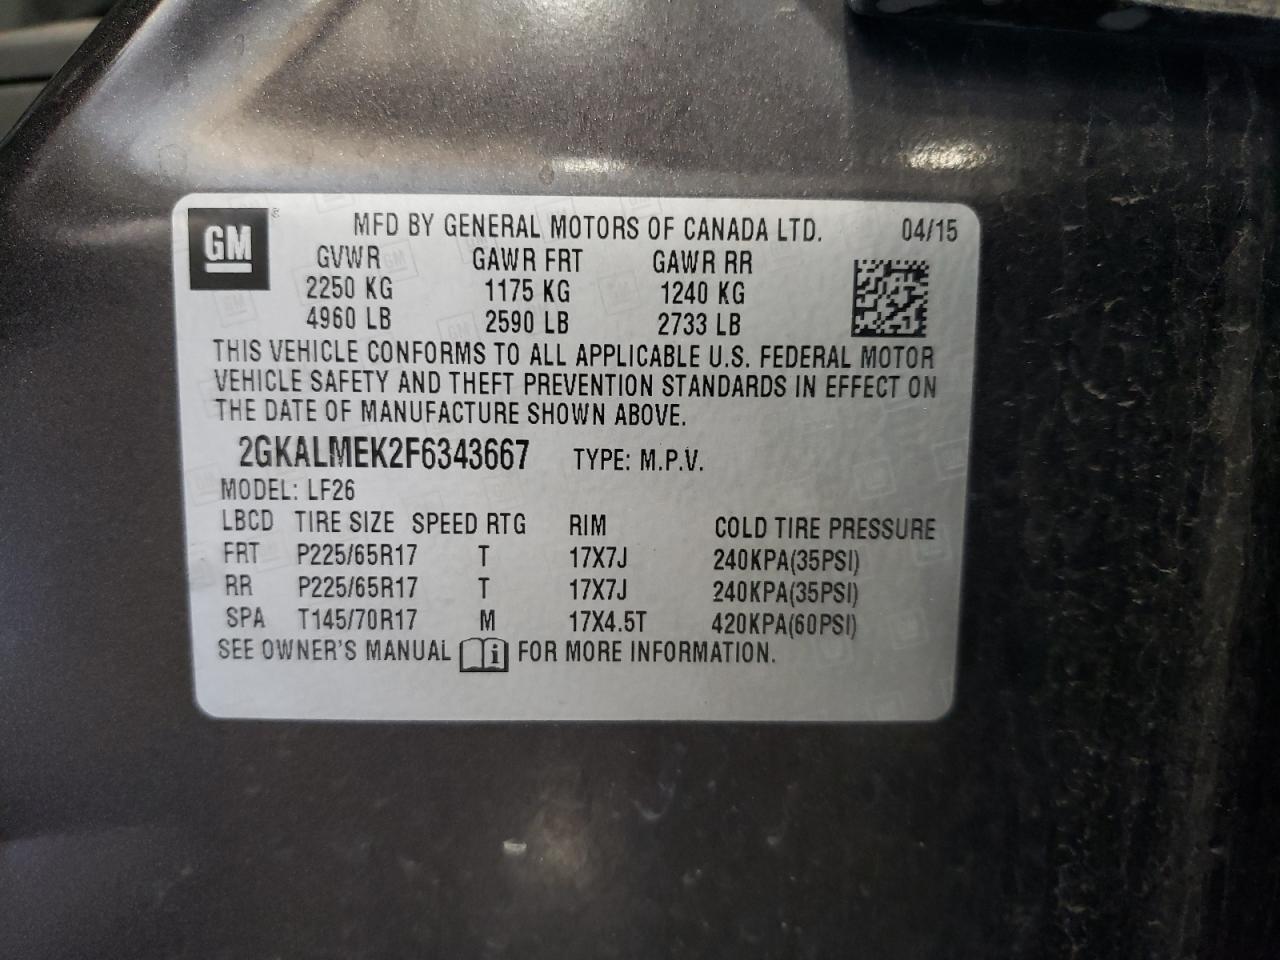 GM ® MFD BY GENERAL MOTORS OF CANADA LTD. 04/15
GVWR GAWR FRT GAWR RR
2250 KG 1175 KG 1240 KG
4960 LB 2590 LB 2733 LB
THIS VEHICLE CONFORMS TO ALL APPLICABLE U.S. FEDERAL MOTOR
VEHICLE SAFETY AND THEFT PREVENTION STANDARDS IN EFFECT ON
THE DATE OF MANUFACTURE SHOWN ABOVE.
2GKALMEK2F6343667 TYPE: M.P.V.
MODEL: LF26
LBCD TIRE SIZE SPEED RTG RIM COLD TIRE PRESSURE
FRT P225/65R17 T 17X7J 240KPA(35PSI)
RR P225/65R17 T 17X7J 240KPA(35PSI)
SPA T145/70R17 M 17X4.5T 420KPA(60PSI)
SEE OWNER'S MANUAL i FOR MORE INFORMATION.